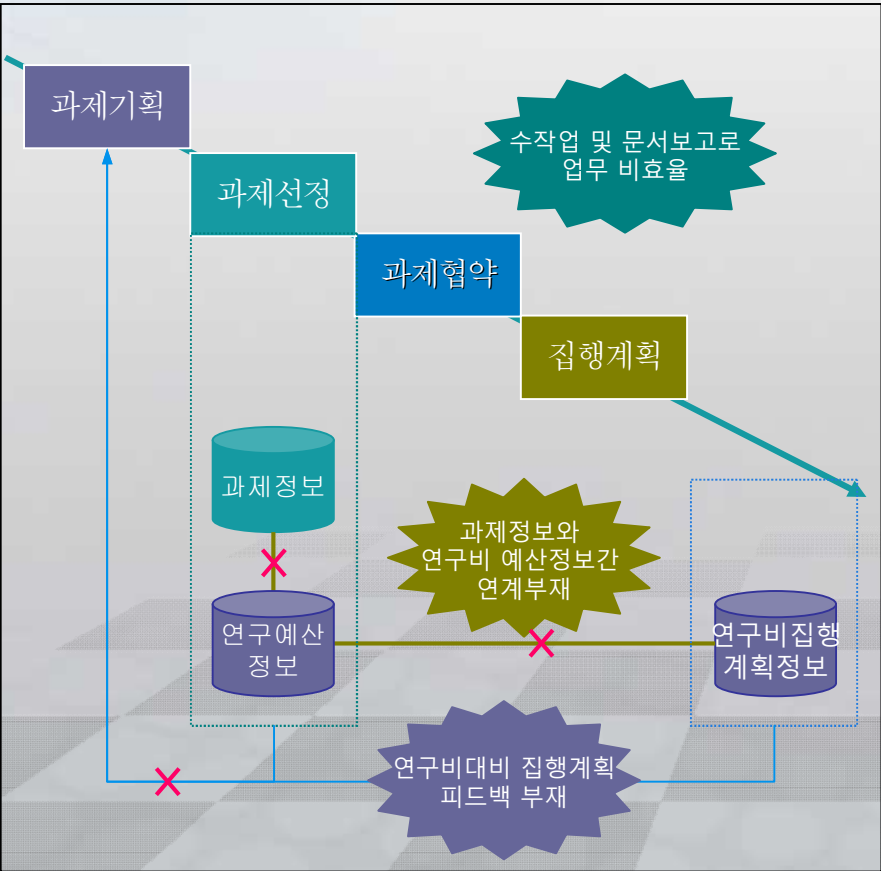 과제기획
수작업 및 문서보고로
업무 비효율
과제선정
과제협약
집행계획
과제정보
과제정보와
연구비 예산정보간
연계부재
연구예산
정보
연구비집행
계획정보
연구비대비 집행계획
피드백 부재